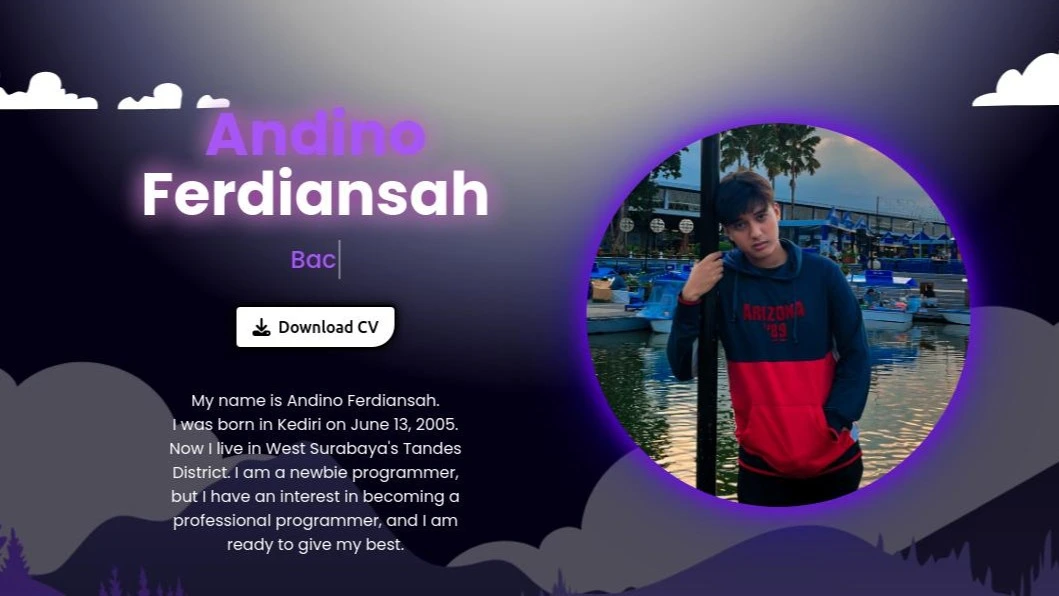 Andino
Ferdiansah
Bac
Download CV
My name is Andino Ferdiansah.
I was born in Kediri on June 13, 2005.
Now I live in West Surabaya's Tandes
District. I am a newbie programmer,
but I have an interest in becoming a
professional programmer, and I am
ready to give my best.
ARIZONA
'89